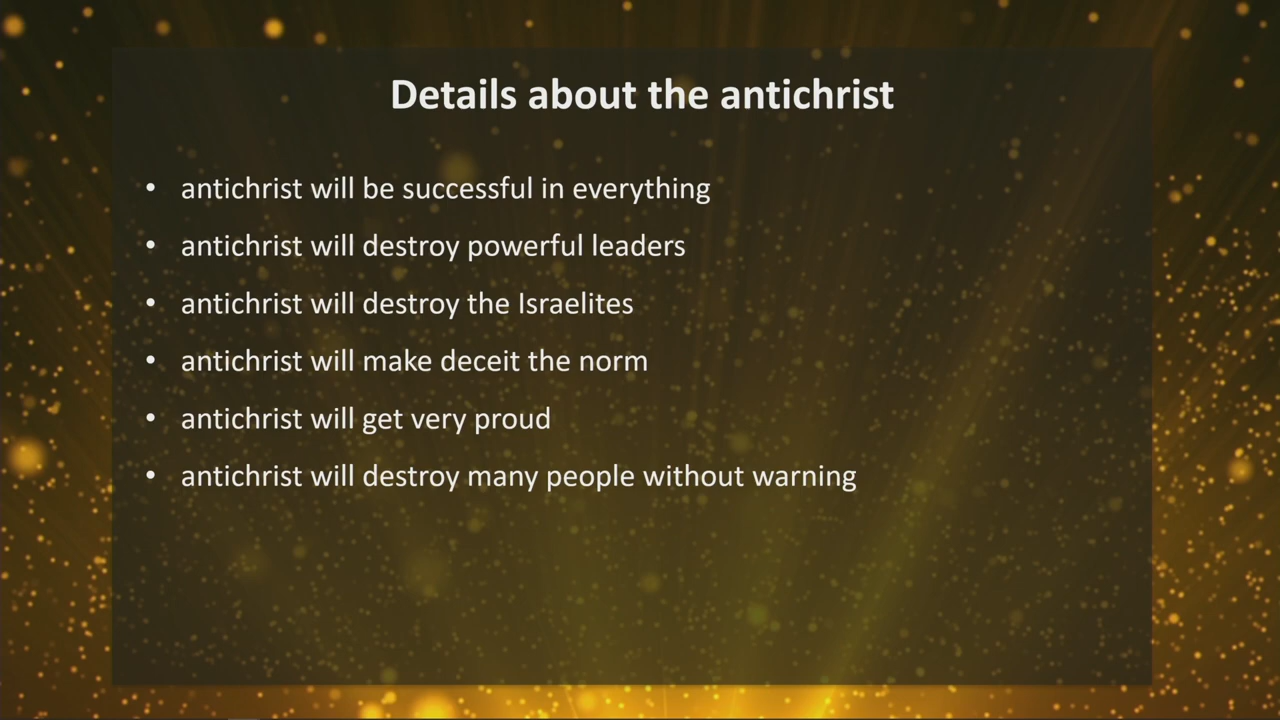 Details about the antichrist
• antichrist will be successful in everything
• antichrist will destroy powerful leaders
• antichrist will destroy the Israelites
• antichrist will make deceit the norm
• antichrist will get very proud
• antichrist will destroy many people without warning